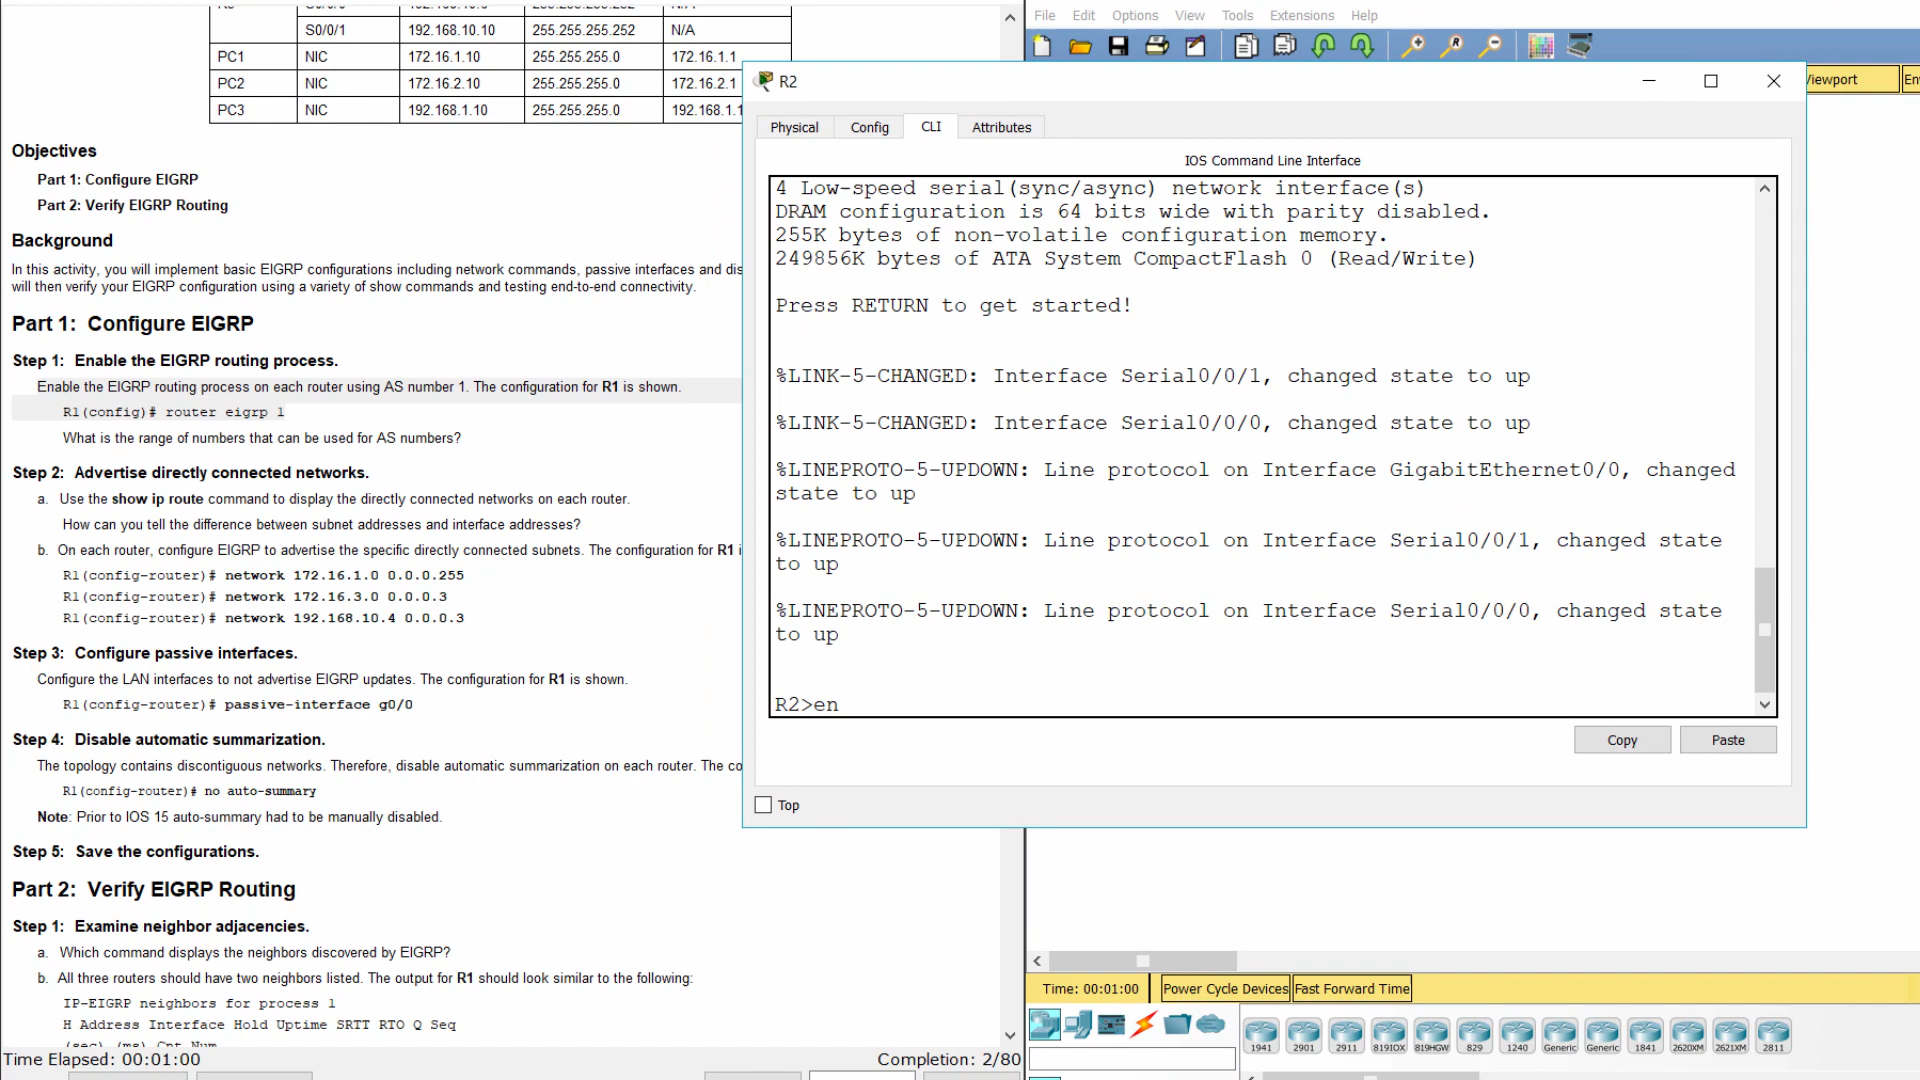 S0/0/1 192.168.10.10 255.255.255.252 N/A
PC1 NIC 172.16.1.10 255.255.255.0 172.16.1.1
PC2 NIC 172.16.2.10 255.255.255.0 172.16.2.1
PC3 NIC 192.168.1.10 255.255.255.0 192.168.1.1
Objectives
Part 1: Configure EIGRP
Part 2: Verify EIGRP Routing
Background
In this activity, you will implement basic EIGRP configurations including network commands, passive interfaces and dis
will then verify your EIGRP configuration using a variety of show commands and testing end-to-end connectivity.
Part 1: Configure EIGRP
Step 1: Enable the EIGRP routing process.
Enable the EIGRP routing process on each router using AS number 1. The configuration for R1 is shown.
R1(config)# router eigrp 1
What is the range of numbers that can be used for AS numbers?
Step 2: Advertise directly connected networks.
a. Use the show ip route command to display the directly connected networks on each router.
How can you tell the difference between subnet addresses and interface addresses?
b. On each router, configure EIGRP to advertise the specific directly connected subnets. The configuration for R1 i
R1(config-router)# network 172.16.1.0 0.0.0.255
R1(config-router)# network 172.16.3.0 0.0.0.3
R1(config-router)# network 192.168.10.4 0.0.0.3
Step 3: Configure passive interfaces.
Configure the LAN interfaces to not advertise EIGRP updates. The configuration for R1 is shown.
R1(config-router)# passive-interface g0/0
Step 4: Disable automatic summarization.
The topology contains discontiguous networks. Therefore, disable automatic summarization on each router. The co
R1(config-router)# no auto-summary
Note: Prior to IOS 15 auto-summary had to be manually disabled.
Step 5: Save the configurations.
Part 2: Verify EIGRP Routing
Step 1: Examine neighbor adjacencies.
a. Which command displays the neighbors discovered by EIGRP?
b. All three routers should have two neighbors listed. The output for R1 should look similar to the following:
IP-EIGRP neighbors for process 1
H Address Interface Hold Uptime SRTT RTO Q Seq
(sec) (ms) Cnt Num
Time Elapsed: 00:01:00 Completion: 2/80
File Edit Options View Tools Extensions Help
Viewport En
R2
Physical Config CLI Attributes
IOS Command Line Interface
4 Low-speed serial(sync/async) network interface(s)
DRAM configuration is 64 bits wide with parity disabled.
255K bytes of non-volatile configuration memory.
249856K bytes of ATA System CompactFlash 0 (Read/Write)
Press RETURN to get started!
%LINK-5-CHANGED: Interface Serial0/0/1, changed state to up
%LINK-5-CHANGED: Interface Serial0/0/0, changed state to up
%LINEPROTO-5-UPDOWN: Line protocol on Interface GigabitEthernet0/0, changed
state to up
%LINEPROTO-5-UPDOWN: Line protocol on Interface Serial0/0/1, changed state
to up
%LINEPROTO-5-UPDOWN: Line protocol on Interface Serial0/0/0, changed state
to up
R2>en
Copy Paste
Top
Time: 00:01:00 Power Cycle Devices Fast Forward Time
1941 2901 2911 819IOX 819HGW 829 1240 Generic Generic 1841 2620XM 2621XM 2811